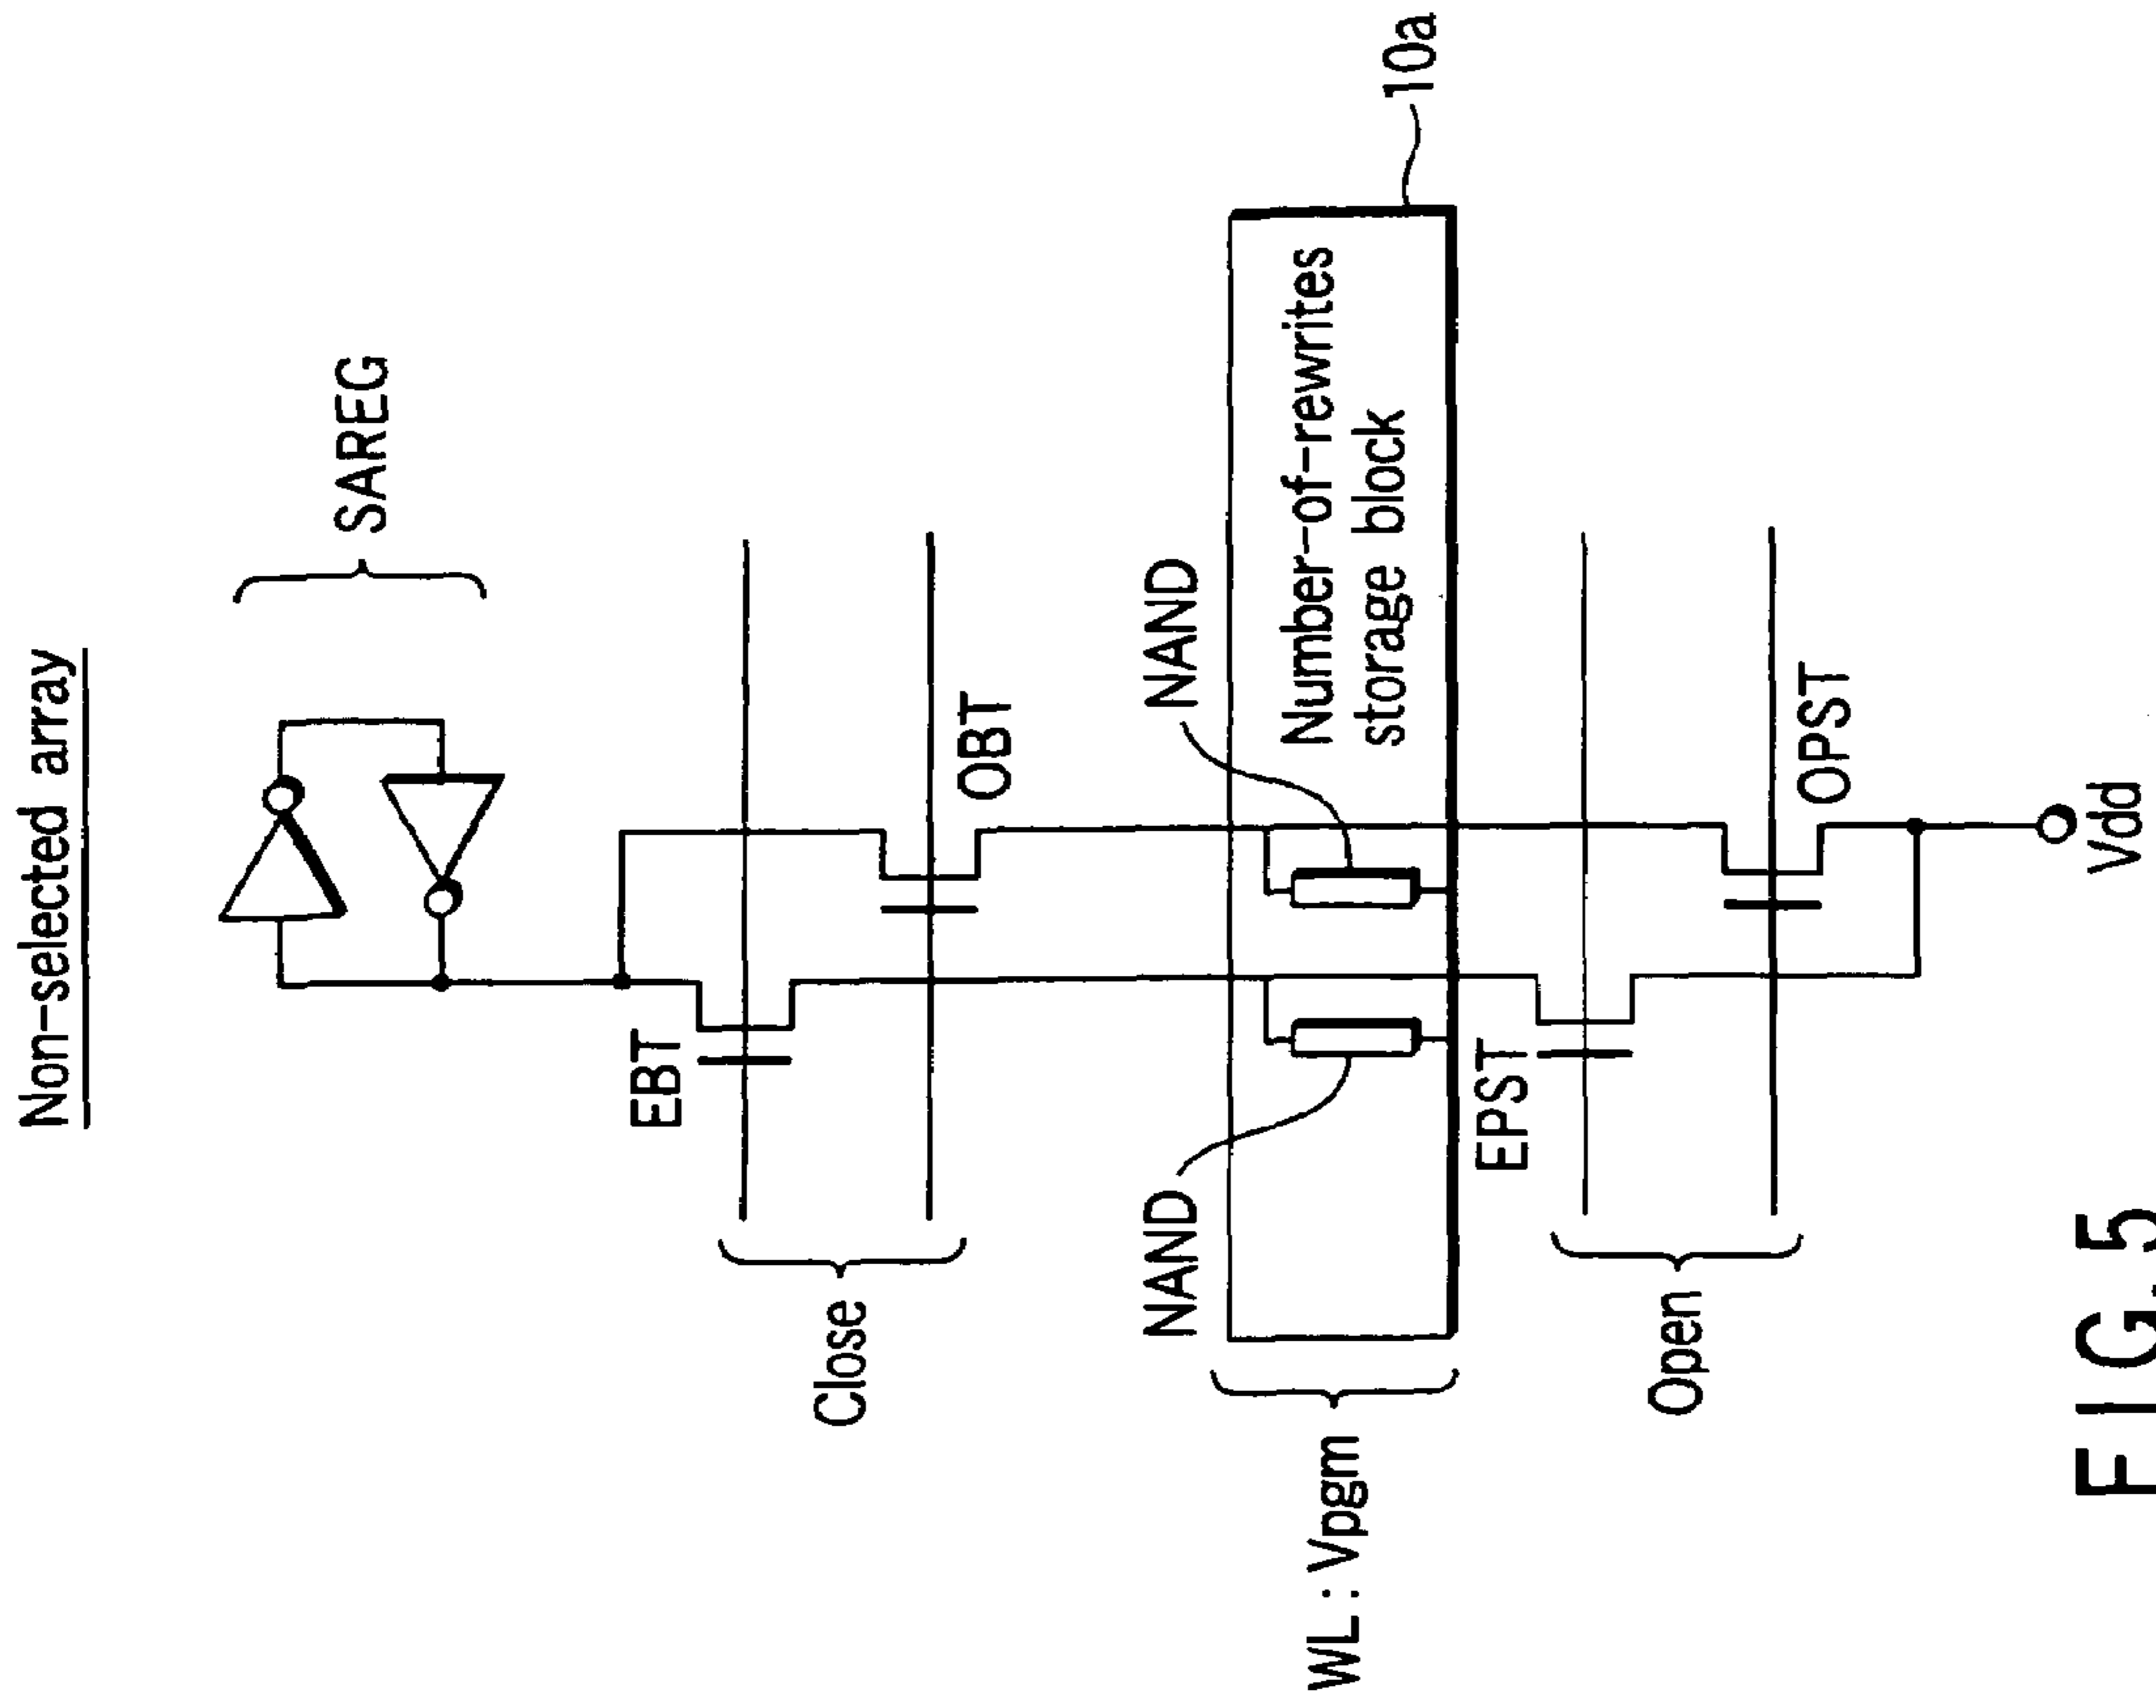 Non-selected array
SAREG
EBT
OBT
Close
NAND
NAND
Number-of-rewrites
storage block
10a
WL : Vpgm
EPST
OPST
Open
Vdd
FIG. 5